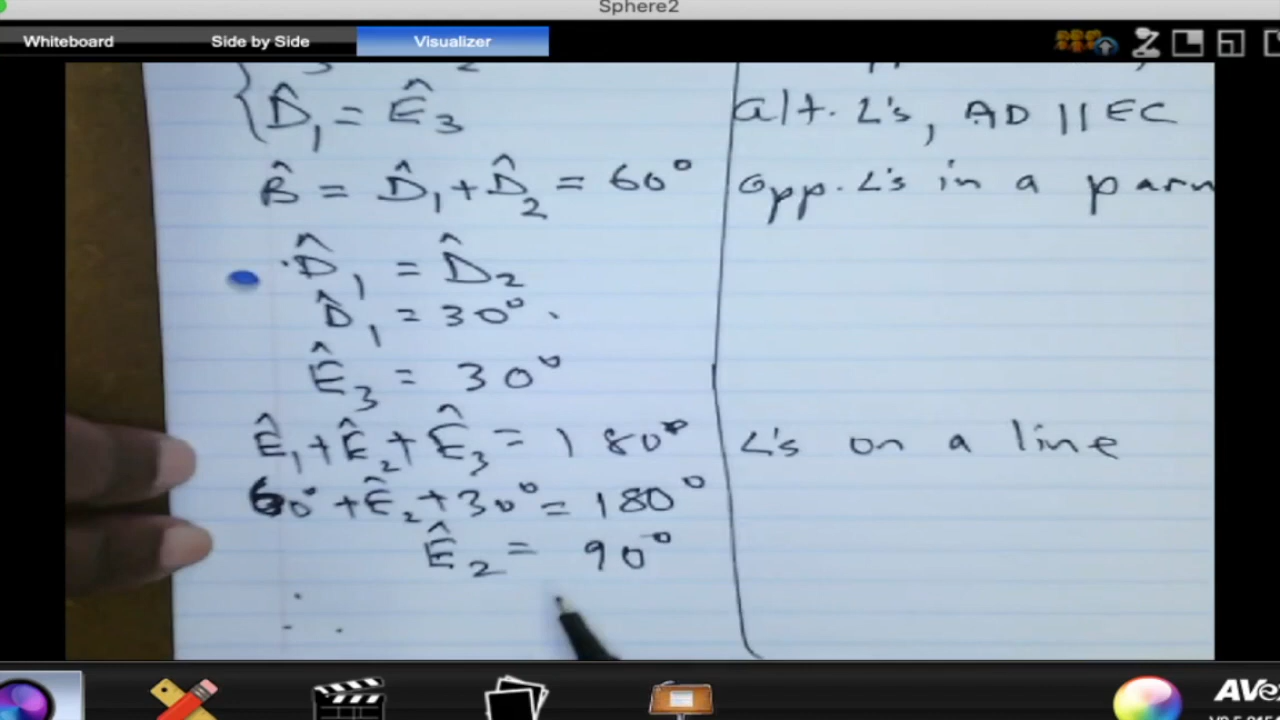 Sphere2
Whiteboard Side by Side Visualizer
D̂₁ = Ê₃ alt. ∠'s, AD || EC
B̂ = D̂₁ + D̂₂ = 60° opp. ∠'s in a parm
D̂₁ = D̂₂
D̂₁ = 30°.
Ê₃ = 30°
Ê₁ + Ê₂ + Ê₃ = 180° ∠'s on a line
60° + Ê₂ + 30° = 180°
Ê₂ = 90°
∴